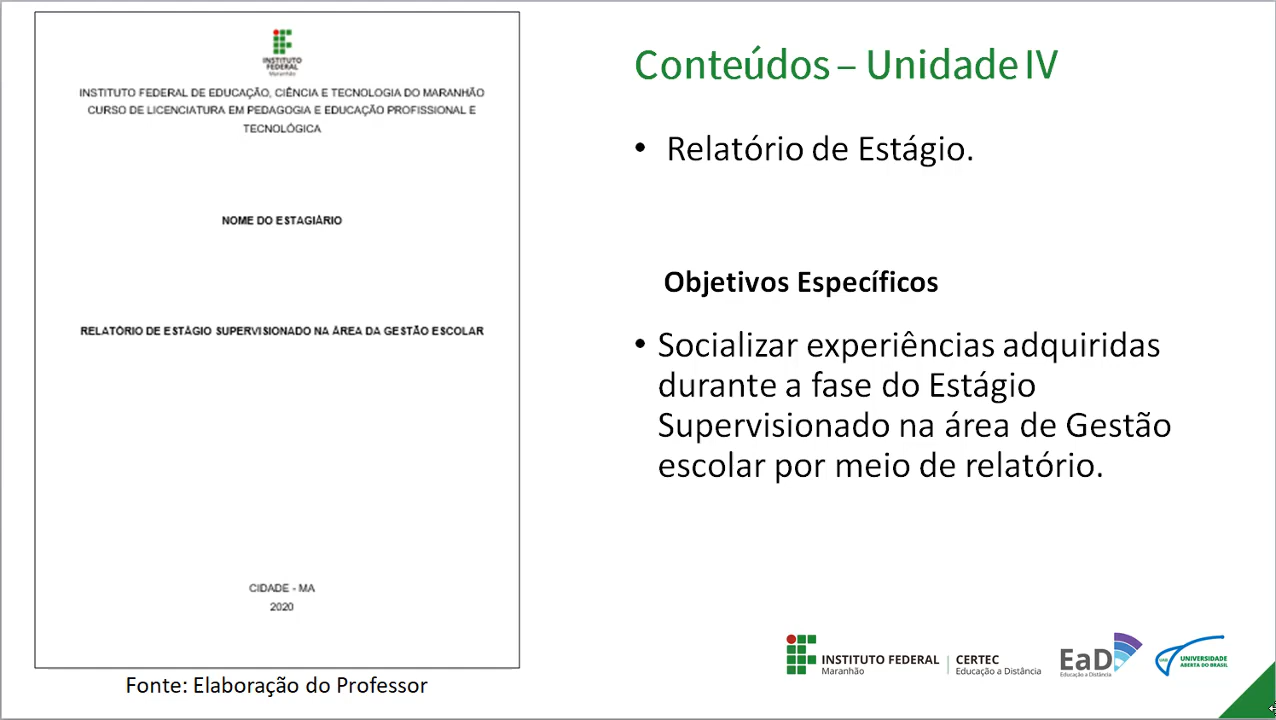 INSTITUTO
FEDERAL
Maranhão
INSTITUTO FEDERAL DE EDUCAÇÃO, CIÊNCIA E TECNOLOGIA DO MARANHÃO
CURSO DE LICENCIATURA EM PEDAGOGIA E EDUCAÇÃO PROFISSIONAL E
TECNOLÓGICA
NOME DO ESTAGIÁRIO
RELATÓRIO DE ESTÁGIO SUPERVISIONADO NA ÁREA DA GESTÃO ESCOLAR
CIDADE - MA
2020
Fonte: Elaboração do Professor
Conteúdos – Unidade IV
• Relatório de Estágio.
Objetivos Específicos
• Socializar experiências adquiridas
durante a fase do Estágio
Supervisionado na área de Gestão
escolar por meio de relatório.
INSTITUTO FEDERAL
Maranhão
CERTEC
Educação a Distância
EaD
Educação a Distância
UAB
UNIVERSIDADE
ABERTA DO BRASIL